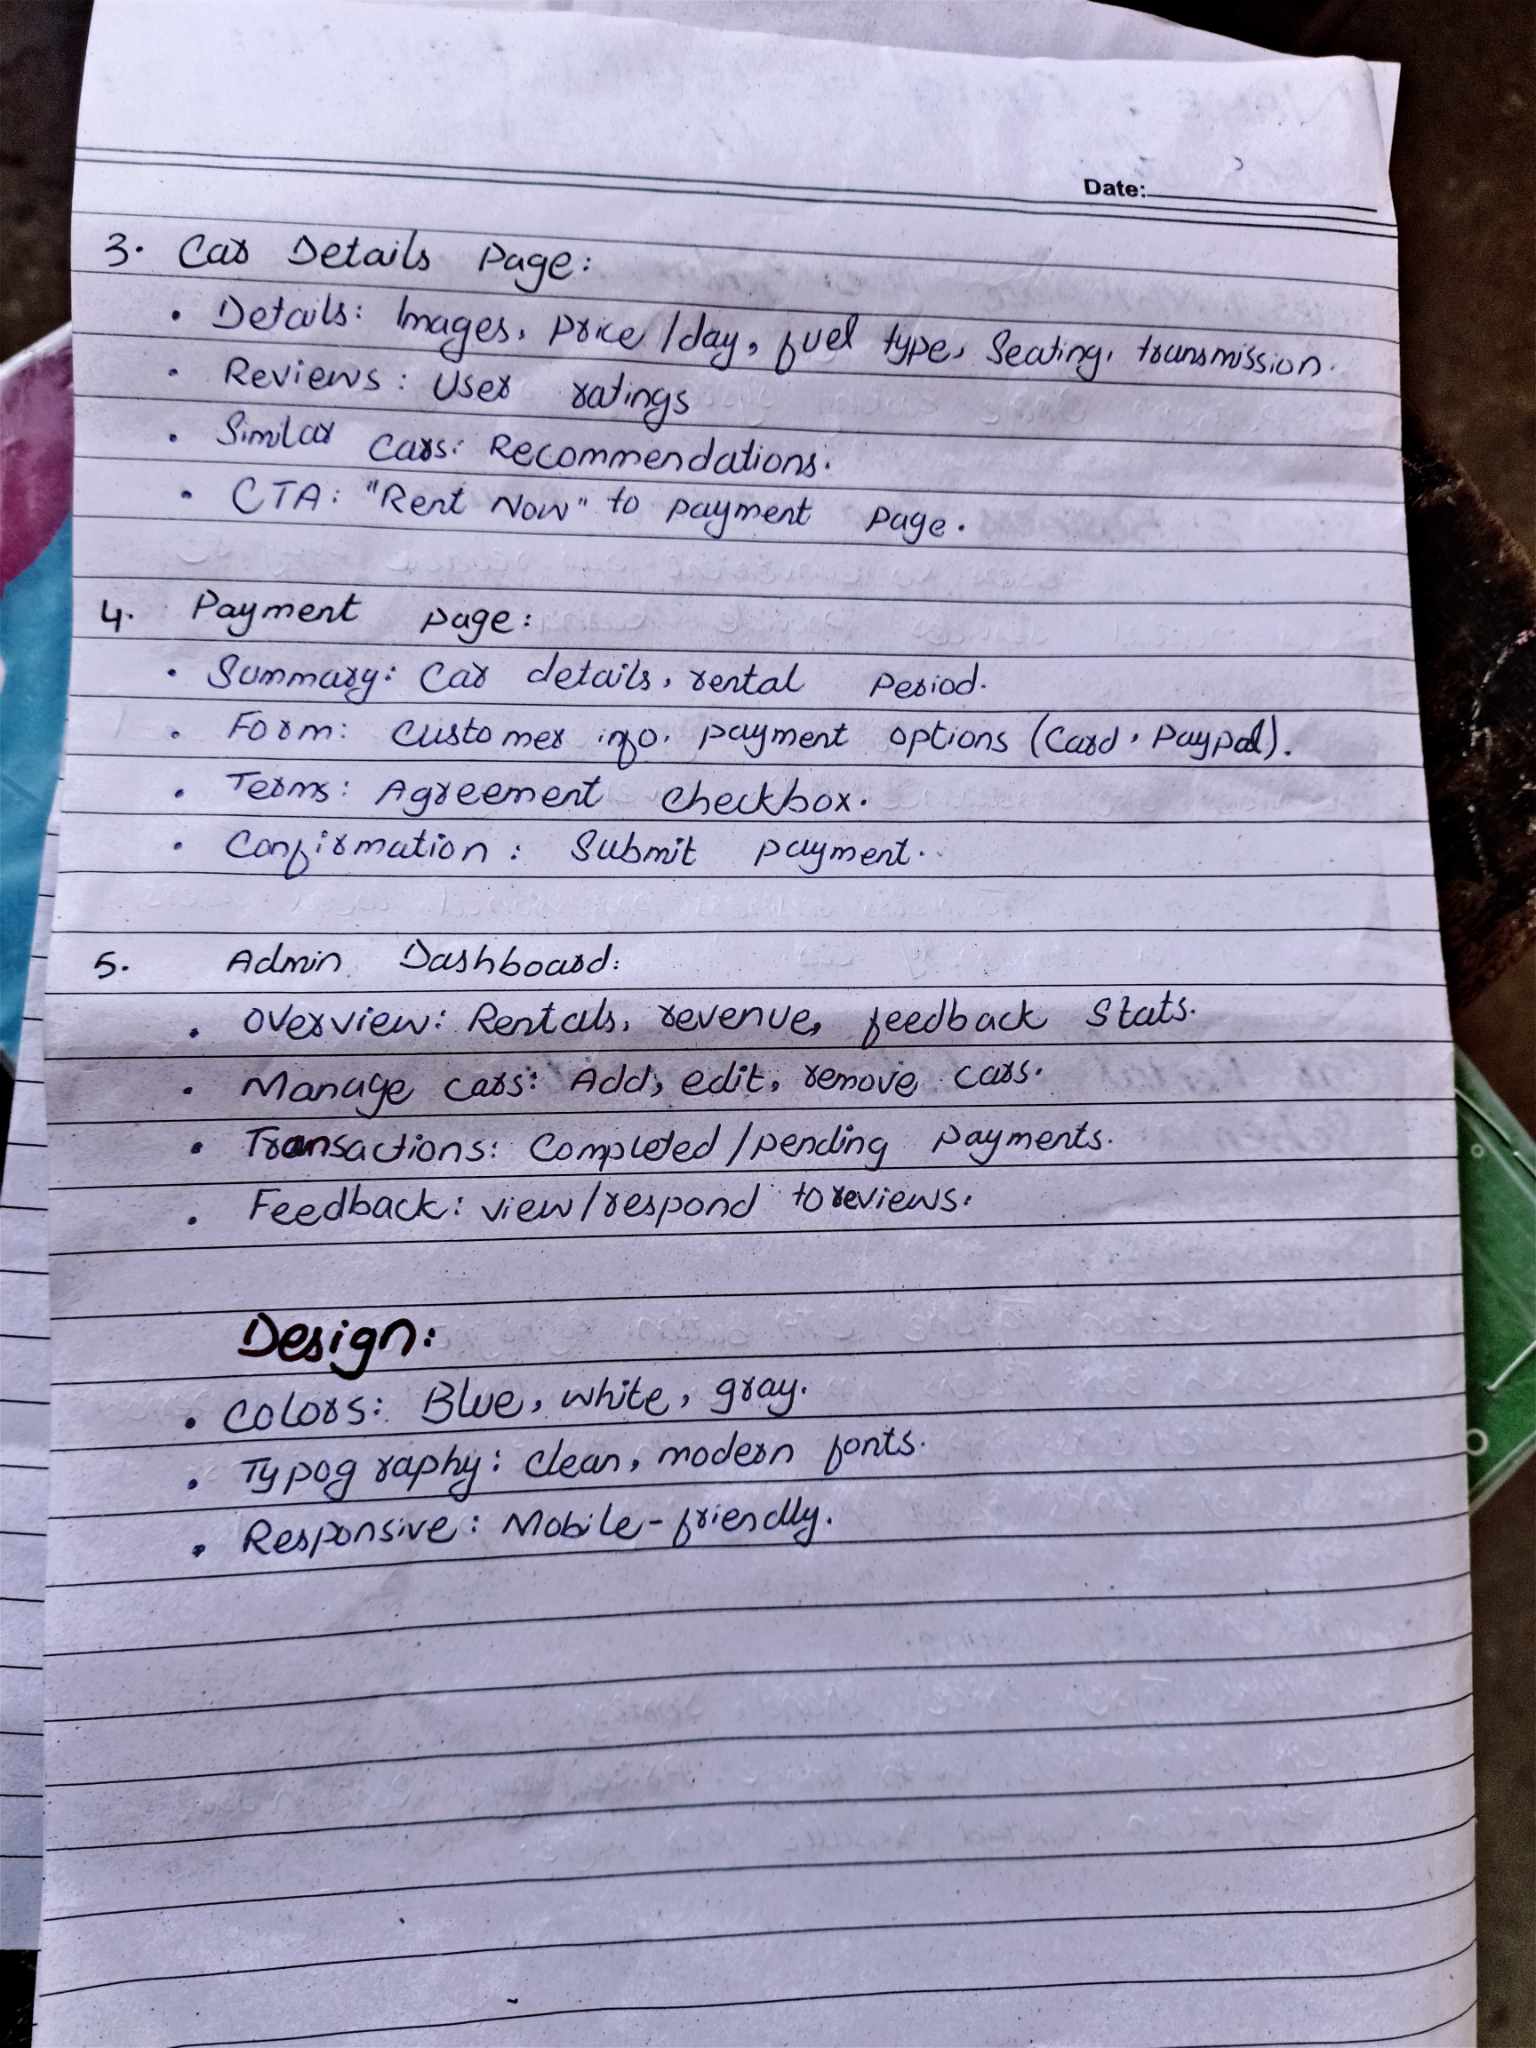 Date:
3. Car Details Page:
• Details: Images, Price/day, fuel type, Seating, transmission.
• Reviews: User ratings
• Similar Cars: Recommendations.
• CTA: "Rent Now" to payment page.
4. Payment page:
• Summary: Car details, rental Period.
• Form: Customer info. payment options (Card, Paypal).
• Terms: Agreement checkbox.
• Confirmation: Submit payment.
5. Admin Dashboard:
• Overview: Rentals, revenue, feedback Stats.
• Manage cars: Add, edit, remove cars.
• Transactions: Completed/pending payments.
• Feedback: view/respond to reviews.
Design:
• Colors: Blue, white, gray.
• Typography: Clean, modern fonts.
• Responsive: Mobile-friendly.